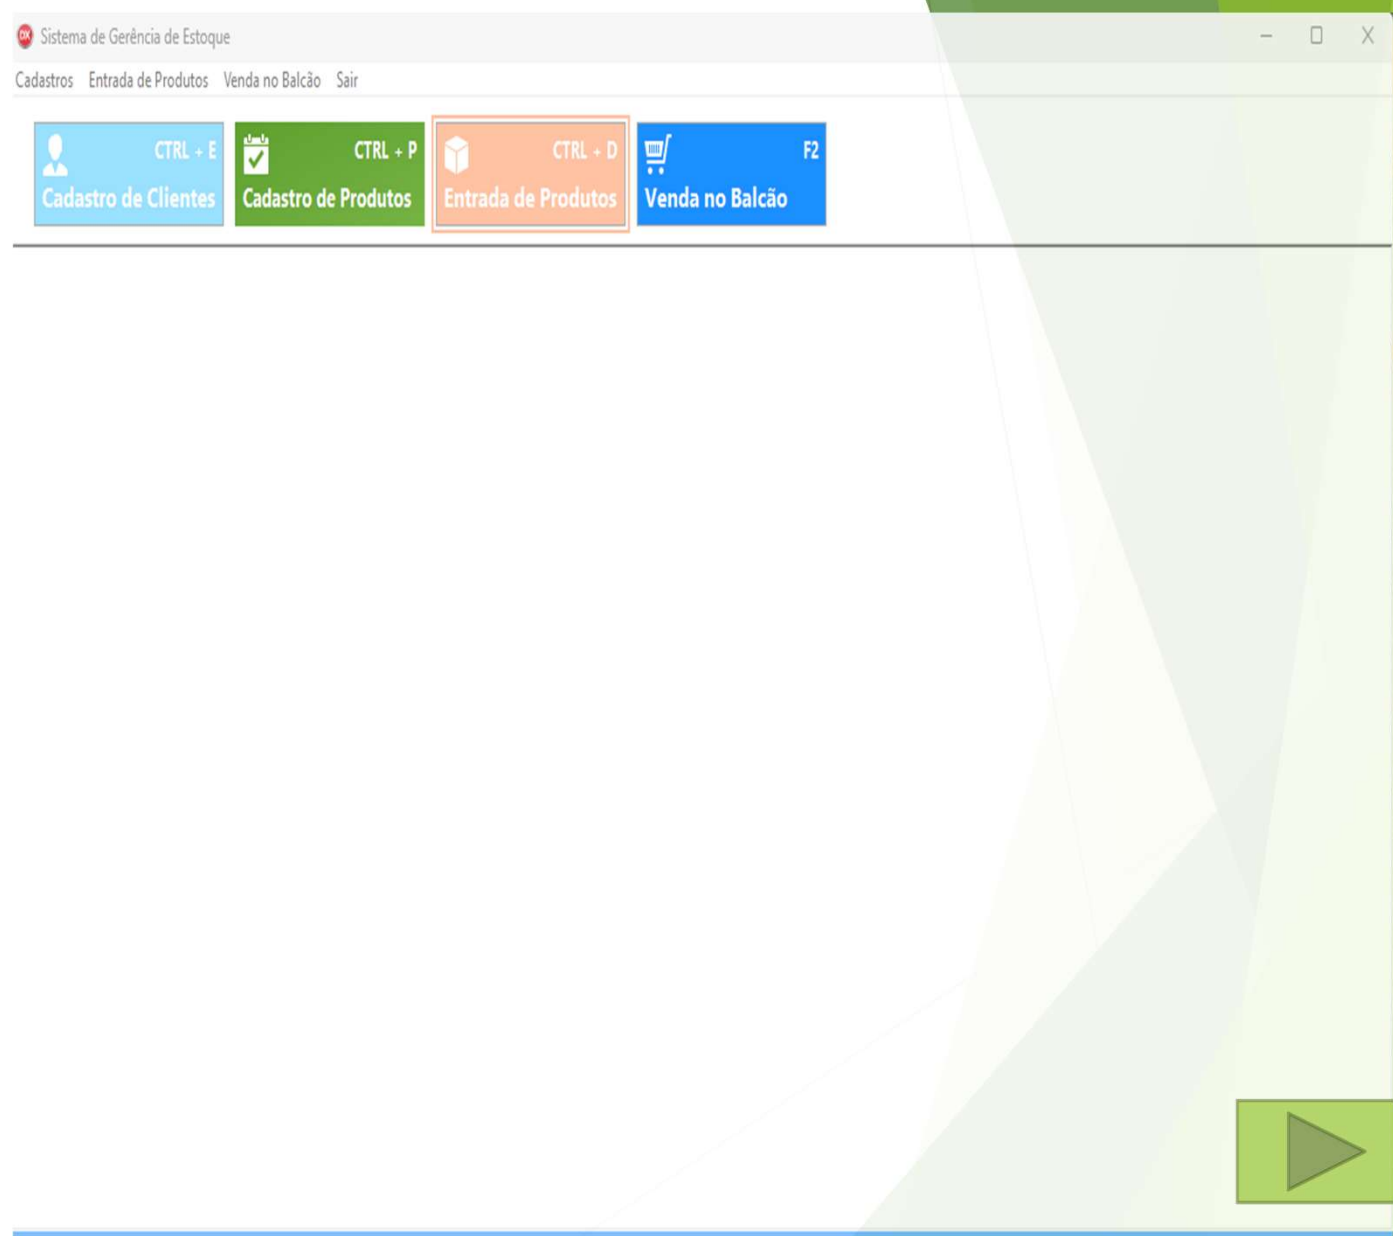 DX Sistema de Gerência de Estoque
Cadastros Entrada de Produtos Venda no Balcão Sair
CTRL + E
Cadastro de Clientes
CTRL + P
Cadastro de Produtos
CTRL + D
Entrada de Produtos
F2
Venda no Balcão